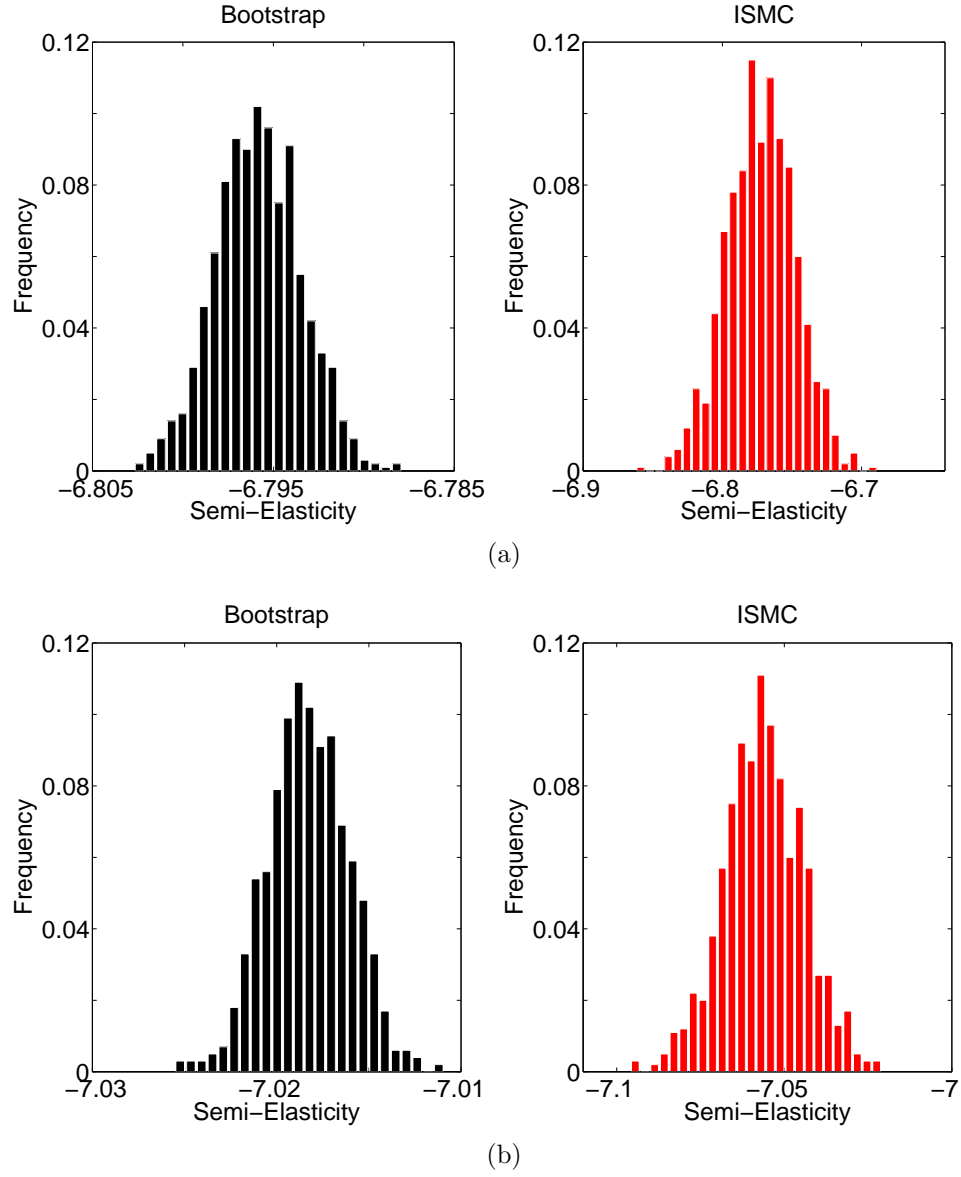 Bootstrap
0.12
0.08
0.04
0
Frequency
−6.805
−6.795
−6.785
Semi−Elasticity
ISMC
0.12
0.08
0.04
0
Frequency
−6.9
−6.8
−6.7
Semi−Elasticity
(a)
Bootstrap
0.12
0.08
0.04
0
Frequency
−7.03
−7.02
−7.01
Semi−Elasticity
ISMC
0.12
0.08
0.04
0
Frequency
−7.1
−7.05
−7
Semi−Elasticity
(b)